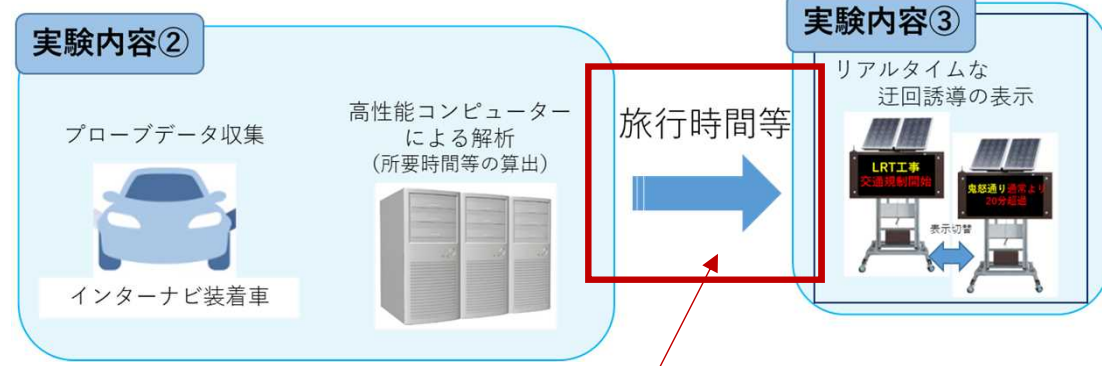 実験内容②
プローブデータ収集
インターナビ装着車
高性能コンピューター
による解析
(所要時間等の算出)
旅行時間等
実験内容③
リアルタイムな
迂回誘導の表示
LRT工事
交通規制開始
鬼怒通り通常より
20分超過
表示切替